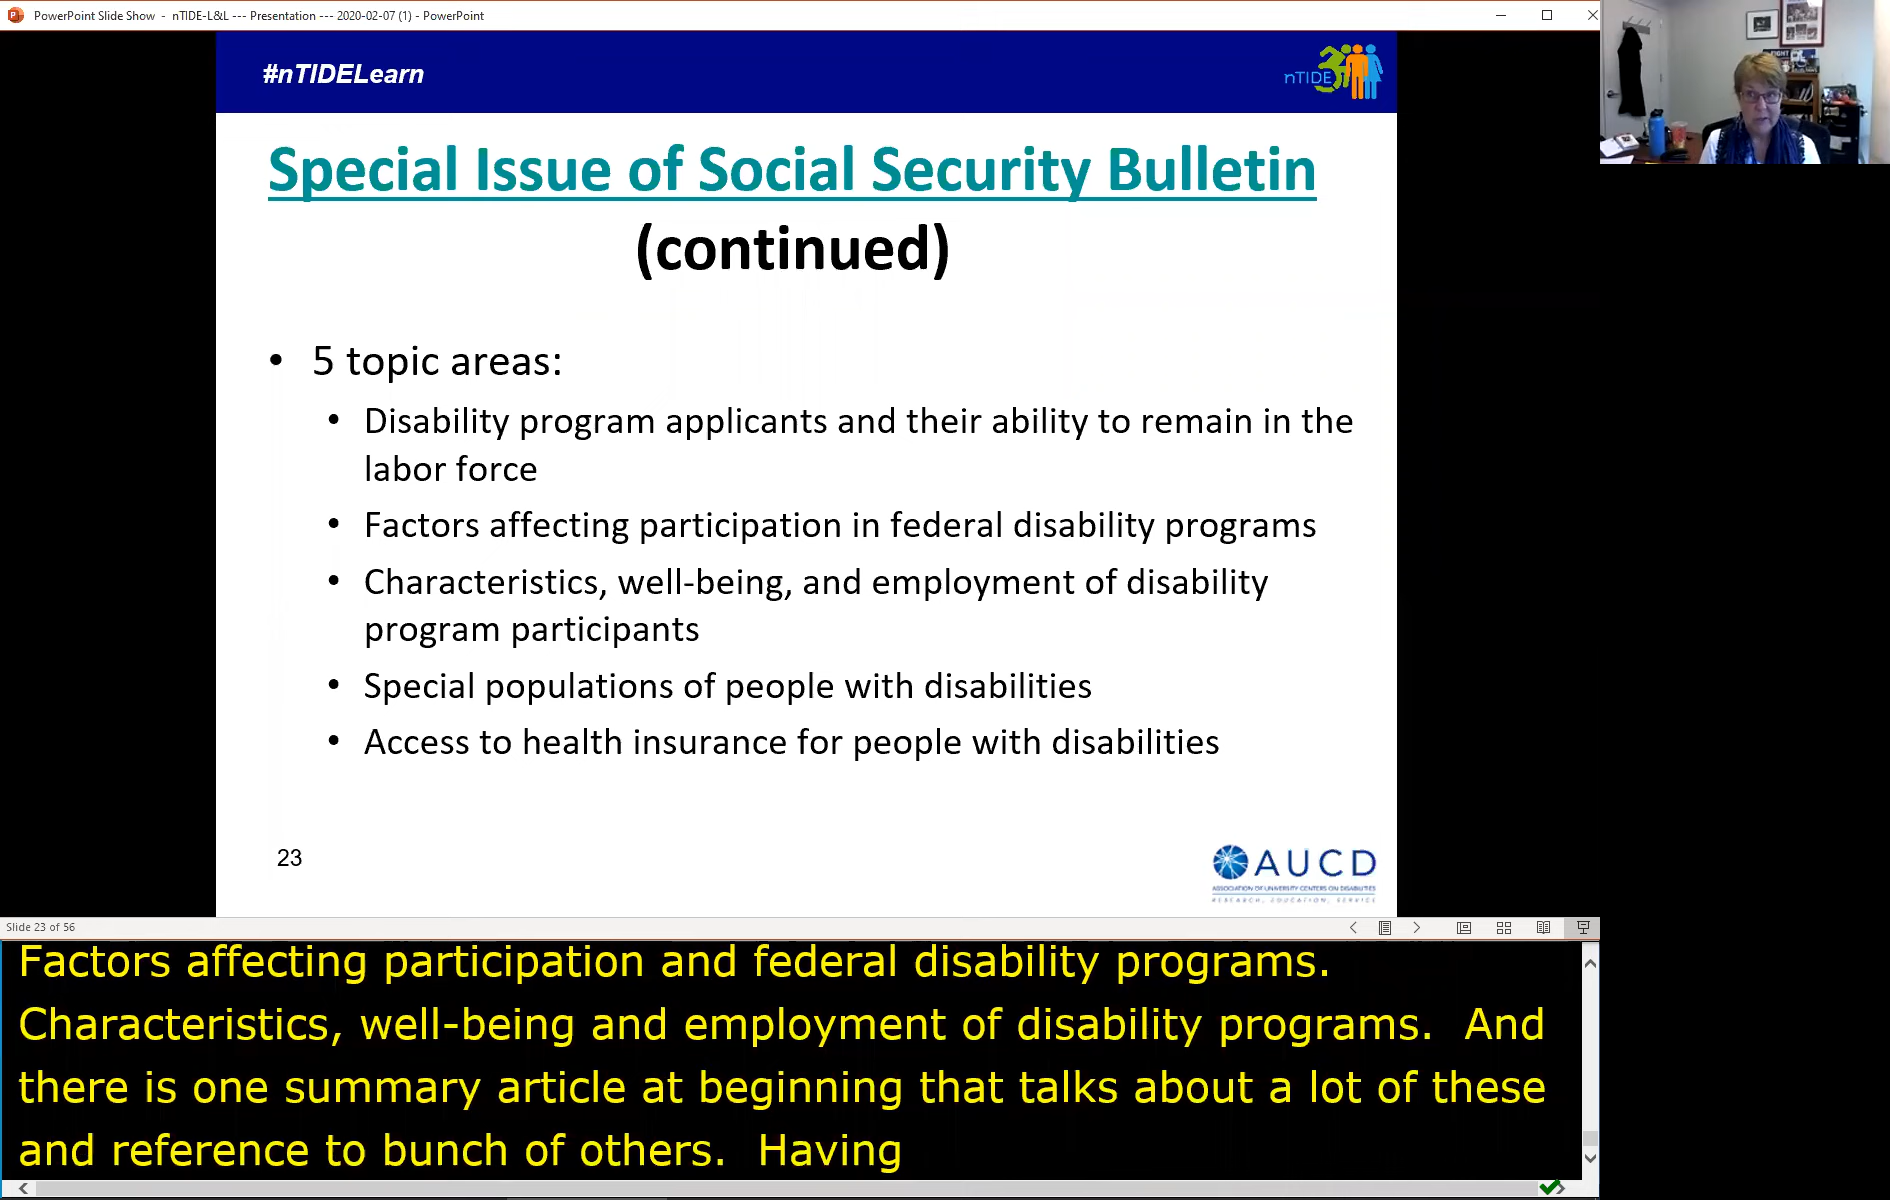 PowerPoint Slide Show - nTIDE-L&L --- Presentation --- 2020-02-07 (1) - PowerPoint
#nTIDELearn
nTIDE
Special Issue of Social Security Bulletin
(continued)
• 5 topic areas:
• Disability program applicants and their ability to remain in the
labor force
• Factors affecting participation in federal disability programs
• Characteristics, well-being, and employment of disability
program participants
• Special populations of people with disabilities
• Access to health insurance for people with disabilities
23
AUCD
ASSOCIATION OF UNIVERSITY CENTERS ON DISABILITIES
RESEARCH, EDUCATION, SERVICE
Slide 23 of 56
Factors affecting participation and federal disability programs.
Characteristics, well-being and employment of disability programs. And
there is one summary article at beginning that talks about a lot of these
and reference to bunch of others. Having